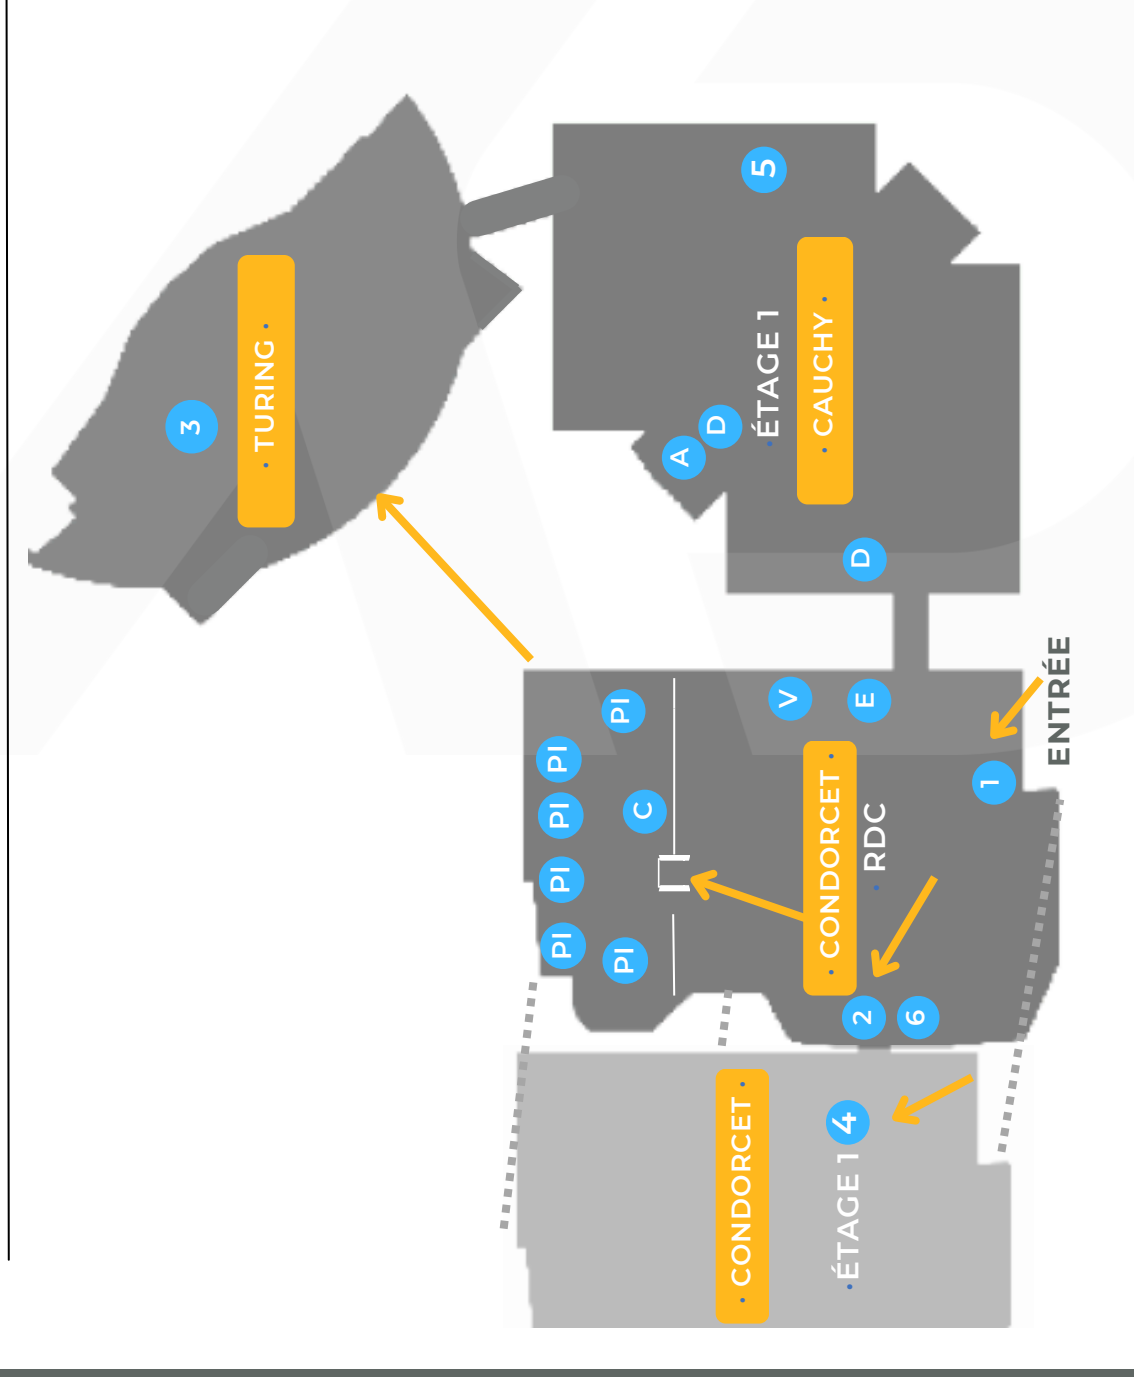 3
· TURING ·
5
·ÉTAGE 1
· CAUCHY ·
A
D
D
ENTRÉE
PI
PI
PI
PI
PI
PI
C
V
E
1
· CONDORCET ·
· RDC
2
6
· CONDORCET ·
·ÉTAGE 1
4